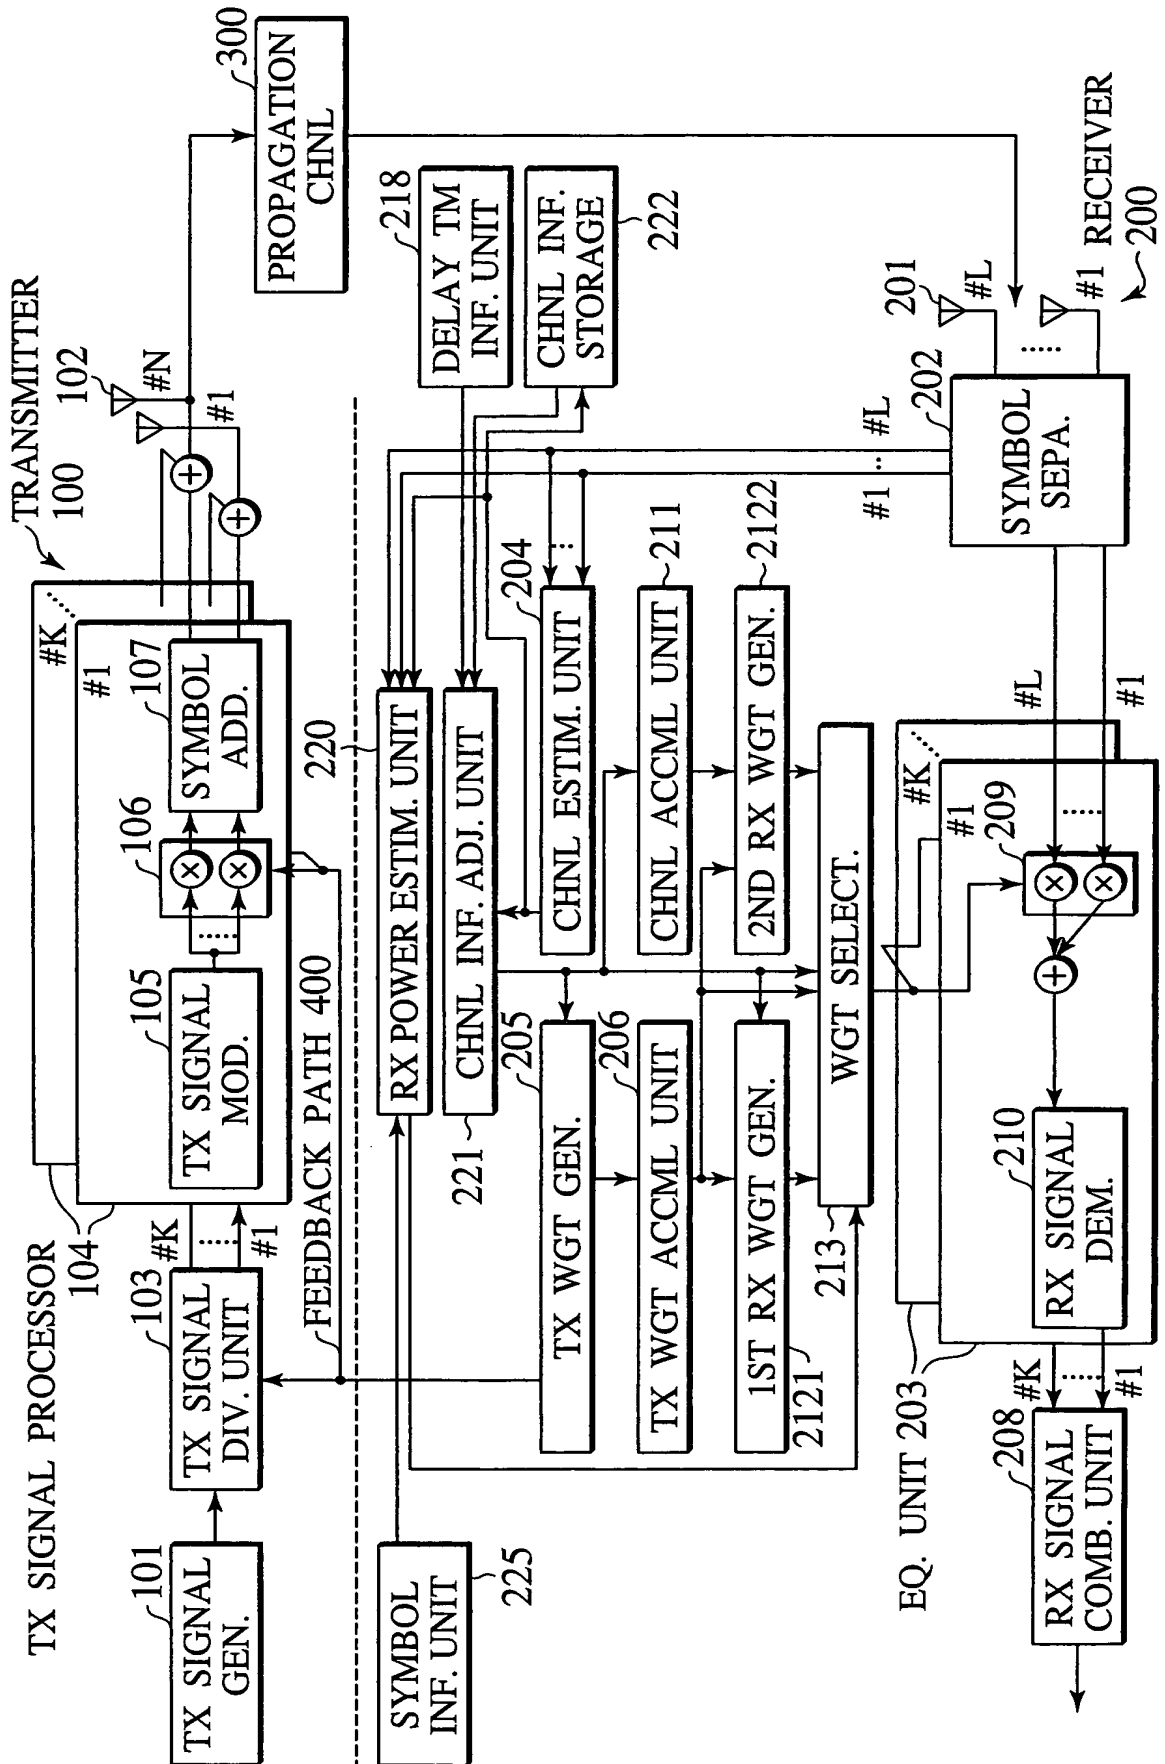 TX SIGNAL PROCESSOR
TRANSMITTER
100
101
TX SIGNAL
GEN.
103
TX SIGNAL
DIV. UNIT
104
#K
#1
#K
#1
105
TX SIGNAL
MOD.
106
107
SYMBOL
ADD.
102
#N
#1
300
PROPAGATION
CHNL
FEEDBACK PATH 400
SYMBOL
INF. UNIT
225
220
RX POWER ESTIM. UNIT
CHNL INF. ADJ. UNIT
221
218
DELAY TM
INF. UNIT
CHNL INF.
STORAGE
222
205
TX WGT GEN.
204
CHNL ESTIM. UNIT
206
TX WGT ACCML UNIT
CHNL ACCML UNIT
211
1ST RX WGT GEN.
2121
2ND RX WGT GEN.
2122
213
WGT SELECT.
#1
#L
201
#L
#1
RECEIVER
200
202
SYMBOL
SEPA.
#L
#1
EQ. UNIT 203
#K
#1
209
210
RX SIGNAL
DEM.
#K
#1
208
RX SIGNAL
COMB. UNIT